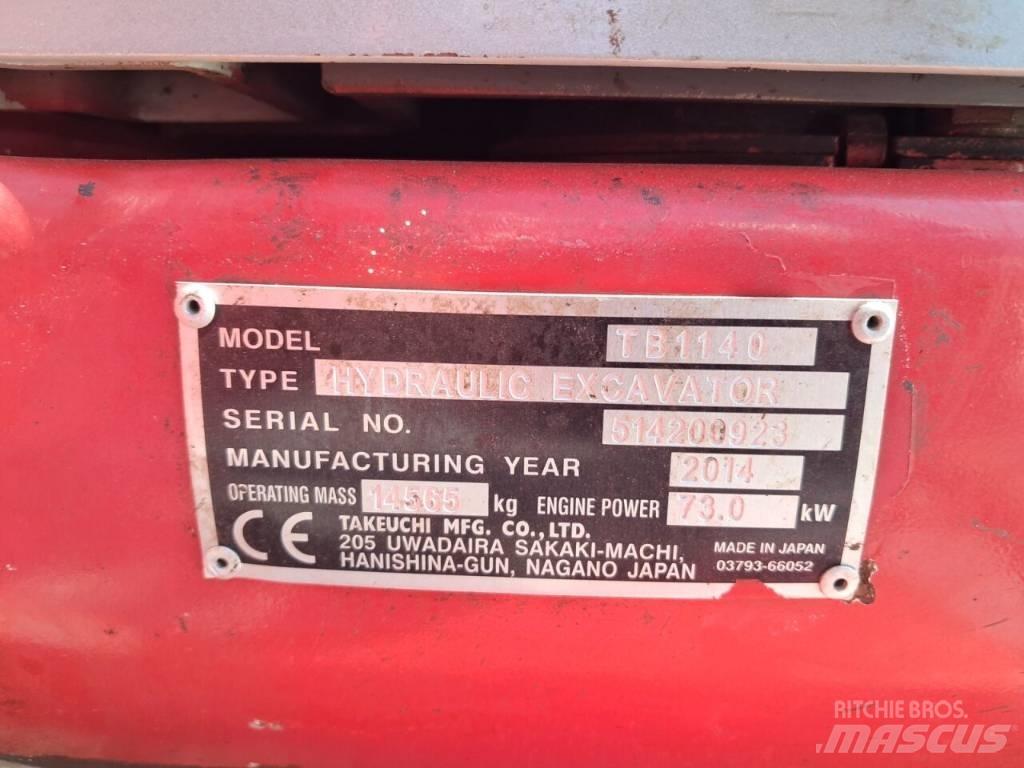 MODEL TB1140
TYPE HYDRAULIC EXCAVATOR
SERIAL NO. 514200923
MANUFACTURING YEAR 2014
OPERATING MASS 14565 kg ENGINE POWER 73.0 kW
CE
TAKEUCHI MFG. CO.,LTD.
205 UWADAIRA SAKAKI-MACHI,
HANISHINA-GUN, NAGANO JAPAN
MADE IN JAPAN
03793-66052
RITCHIE BROS.
MASCUS